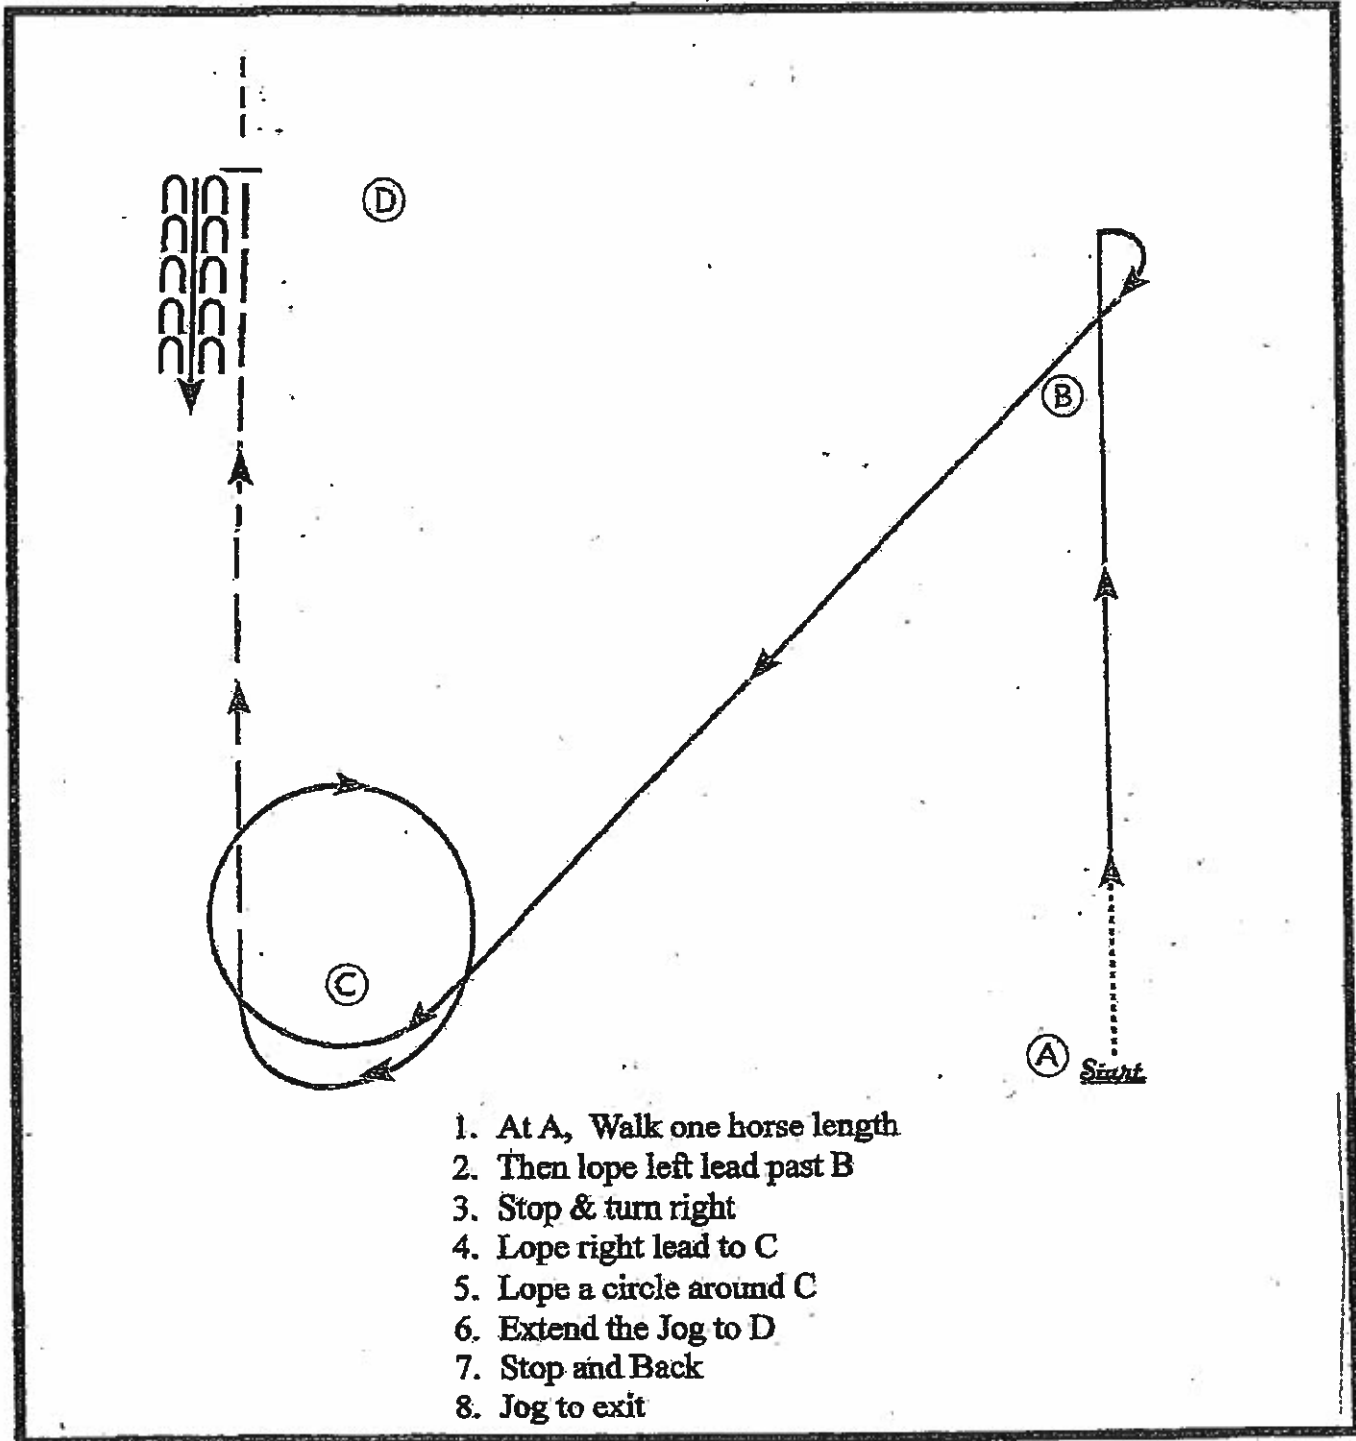 D
B
C
A
Start
1. At A, Walk one horse length
2. Then lope left lead past B
3. Stop & turn right
4. Lope right lead to C
5. Lope a circle around C
6. Extend the Jog to D
7. Stop and Back
8. Jog to exit